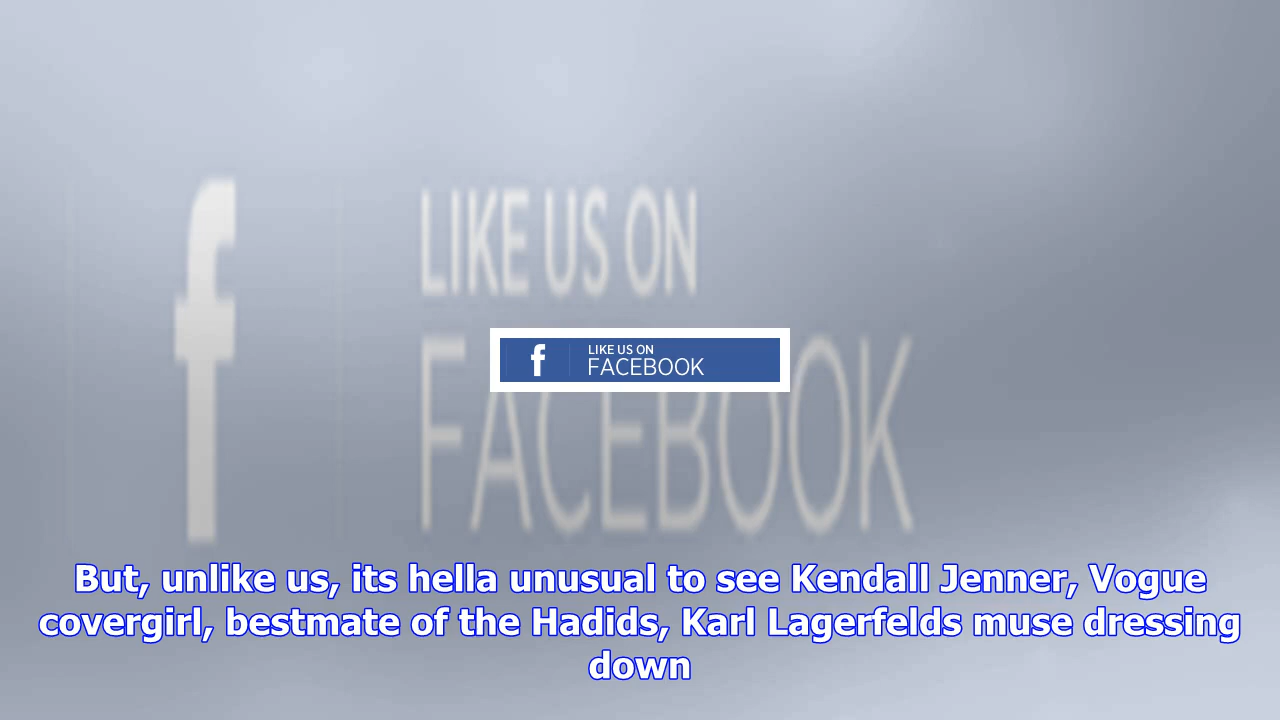 LIKE US ON
FACEBOOK
f
LIKE US ON
FACEBOOK
f
But, unlike us, its hella unusual to see Kendall Jenner, Vogue
covergirl, bestmate of the Hadids, Karl Lagerfelds muse dressing
down